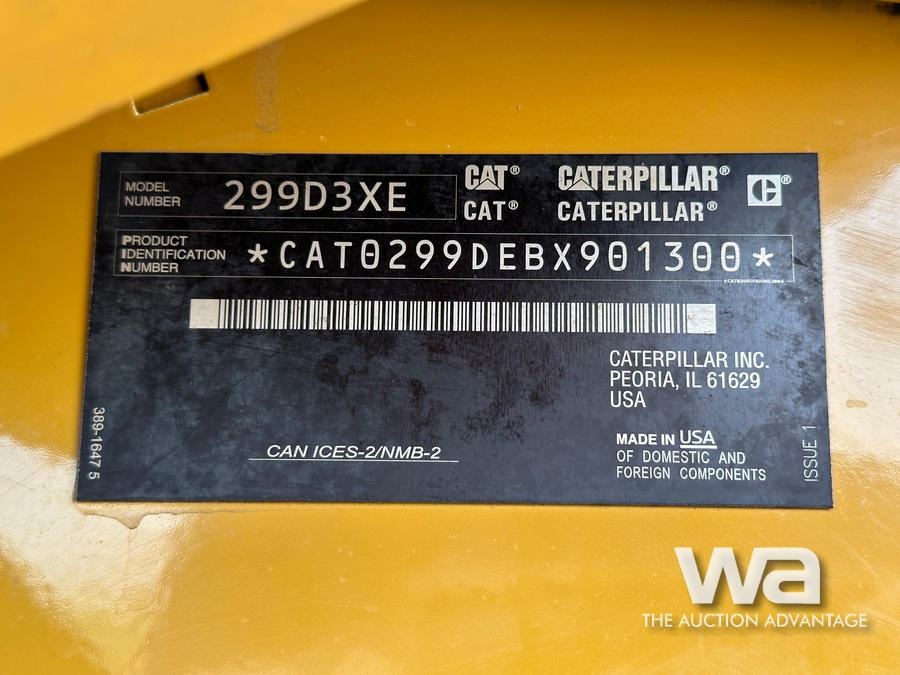 MODEL
NUMBER
299D3XE
CAT® CATERPILLAR®
C®
CAT® CATERPILLAR®
PRODUCT
IDENTIFICATION
NUMBER
*CAT0299DEBX901300*
CATERPILLAR INC.
PEORIA, IL 61629
USA
389-1647 5
CAN ICES-2/NMB-2
MADE IN USA
OF DOMESTIC AND
FOREIGN COMPONENTS
ISSUE 1
wa
THE AUCTION ADVANTAGE